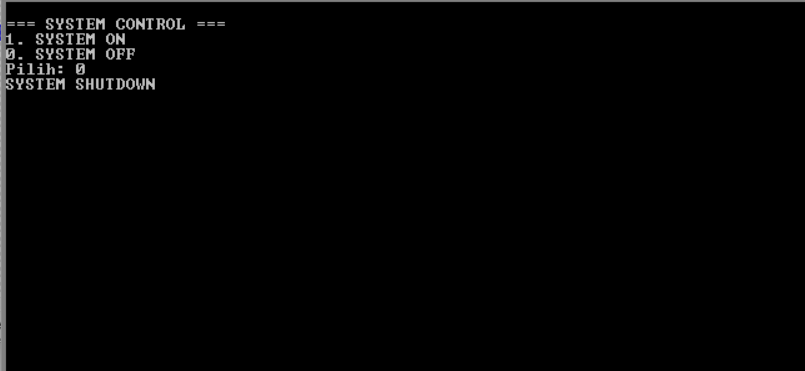 === SYSTEM CONTROL ===
1. SYSTEM ON
0. SYSTEM OFF
Pilih: 0
SYSTEM SHUTDOWN